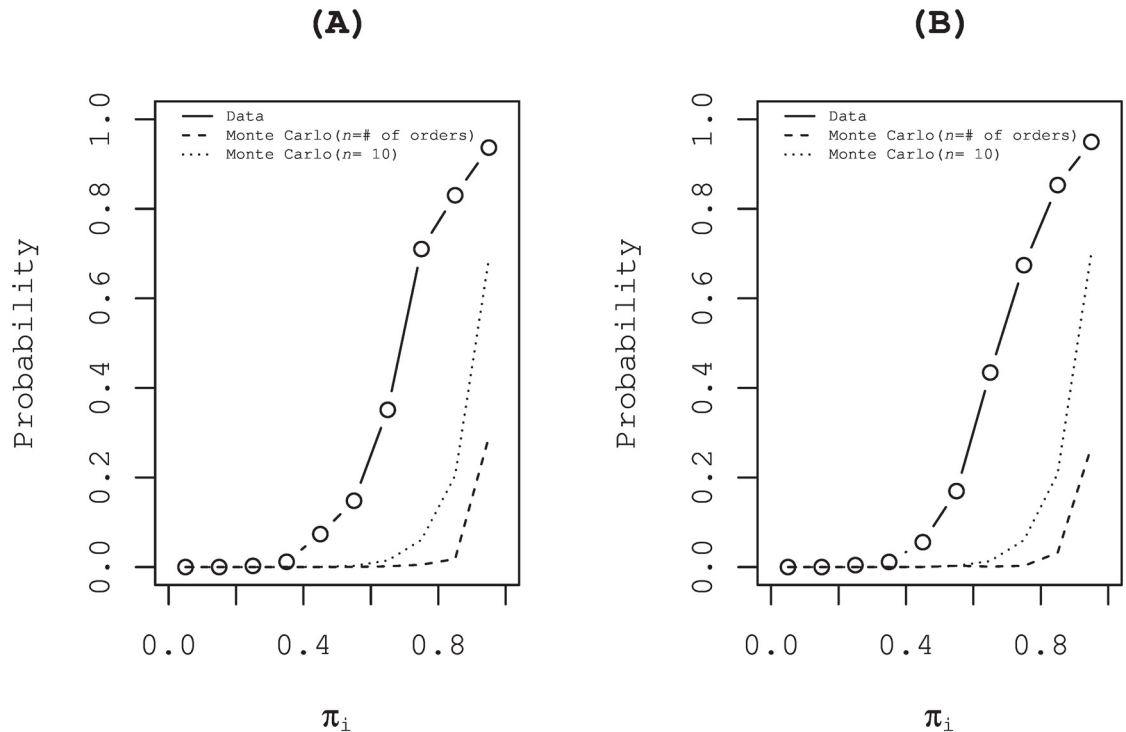 (A)
Probability
1.0
0.8
0.6
0.4
0.2
0.0
Data
Monte Carlo(n=# of orders)
Monte Carlo(n= 10)
0.0 0.4 0.8
πi
(B)
Probability
1.0
0.8
0.6
0.4
0.2
0.0
Data
Monte Carlo(n=# of orders)
Monte Carlo(n= 10)
0.0 0.4 0.8
πi